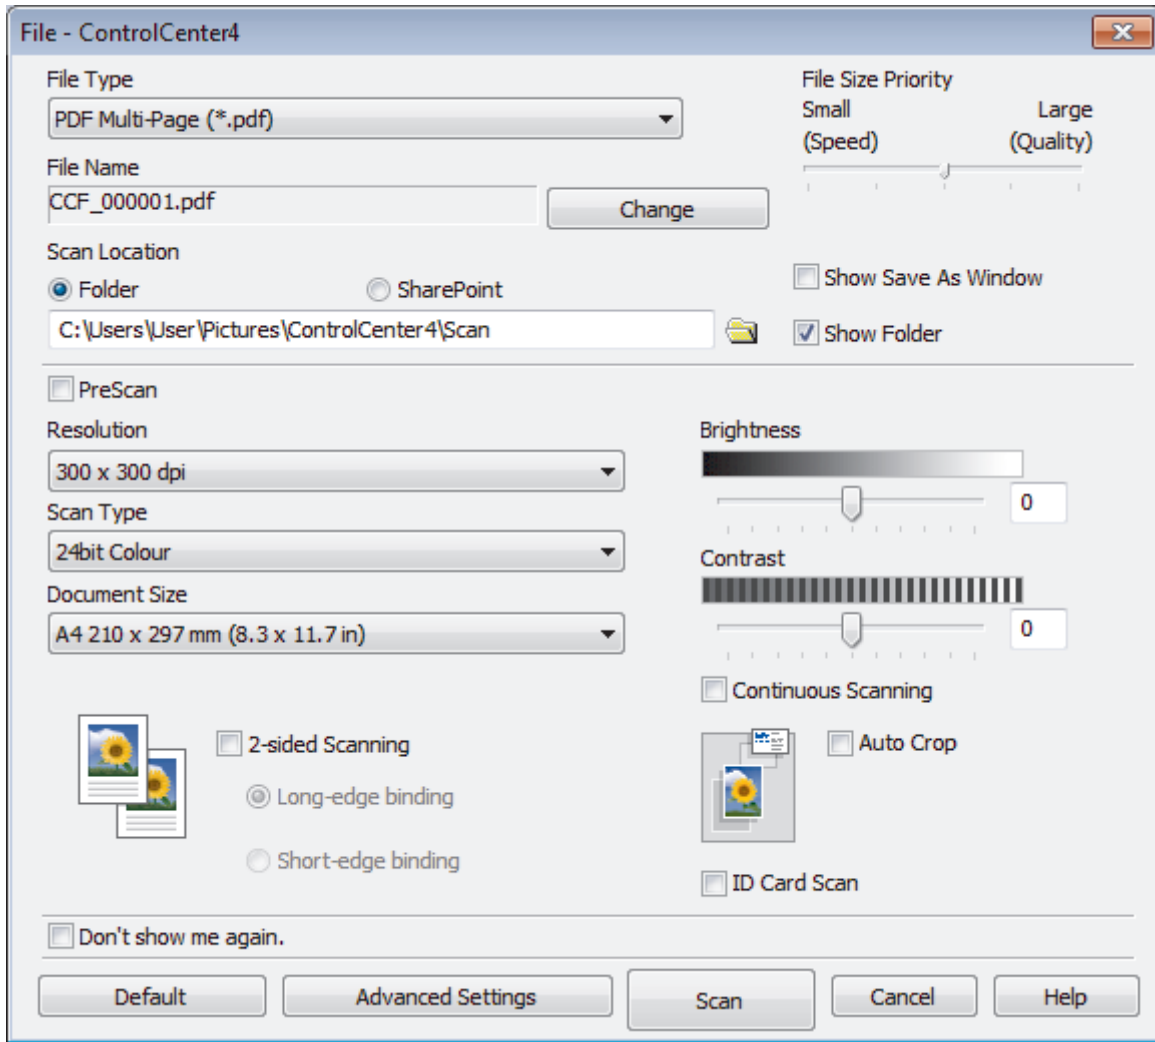 File - ControlCenter4
File Type
PDF Multi-Page (*.pdf)
File Size Priority
Small Large
(Speed) (Quality)
File Name
CCF_000001.pdf
Change
Scan Location
Folder SharePoint
C:\Users\User\Pictures\ControlCenter4\Scan
Show Save As Window
Show Folder
PreScan
Resolution
300 x 300 dpi
Scan Type
24bit Colour
Document Size
A4 210 x 297 mm (8.3 x 11.7 in)
Brightness
0
Contrast
0
Continuous Scanning
2-sided Scanning
Long-edge binding
Short-edge binding
Auto Crop
ID Card Scan
Don't show me again.
Default Advanced Settings Scan Cancel Help